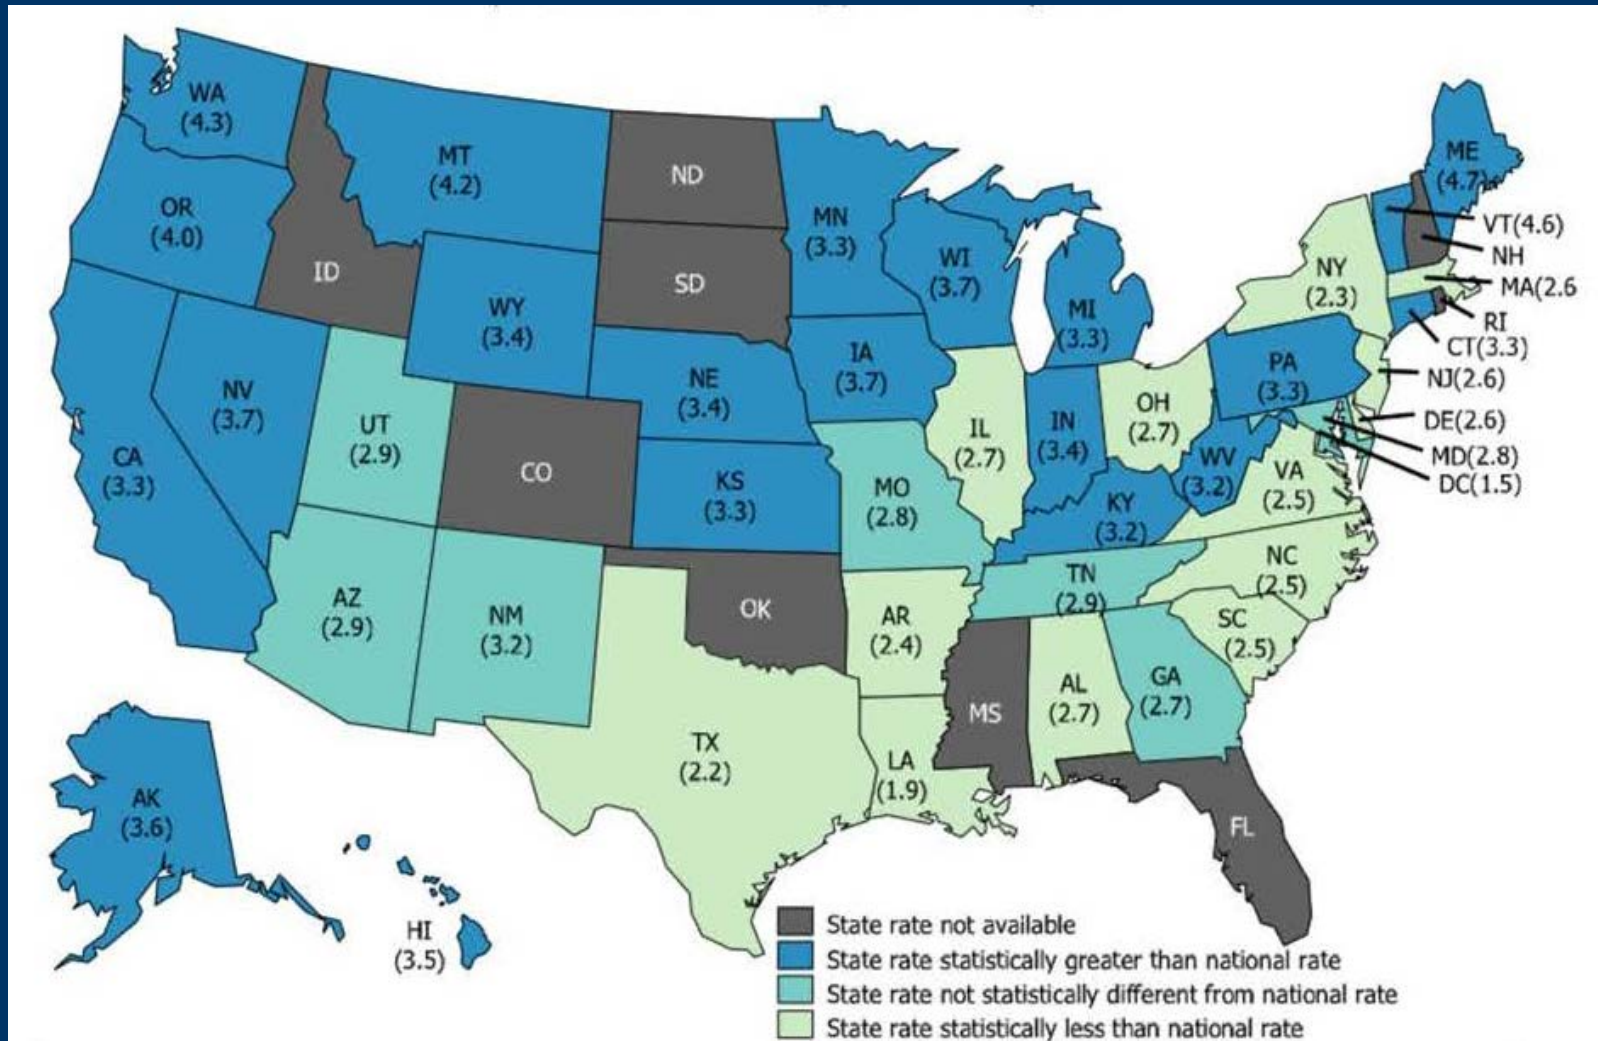 WA
(4.3)
MT
(4.2)
ND
ME
(4.7)
OR
(4.0)
MN
(3.3)
VT(4.6)
NH
ID
SD
WI
(3.7)
NY
(2.3)
MA(2.6
WY
(3.4)
MI
(3.3)
RI
CT(3.3)
IA
(3.7)
PA
(3.3)
NJ(2.6)
NV
(3.7)
NE
(3.4)
OH
(2.7)
DE(2.6)
UT
(2.9)
IL
(2.7)
IN
(3.4)
MD(2.8)
CA
(3.3)
CO
KS
(3.3)
MO
(2.8)
WV
(3.2)
VA
(2.5)
DC(1.5)
KY
(3.2)
NC
(2.5)
AZ
(2.9)
NM
(3.2)
OK
AR
(2.4)
TN
(2.9)
SC
(2.5)
TX
(2.2)
LA
(1.9)
MS
AL
(2.7)
GA
(2.7)
AK
(3.6)
FL
HI
(3.5)
State rate not available
State rate statistically greater than national rate
State rate not statistically different from national rate
State rate statistically less than national rate